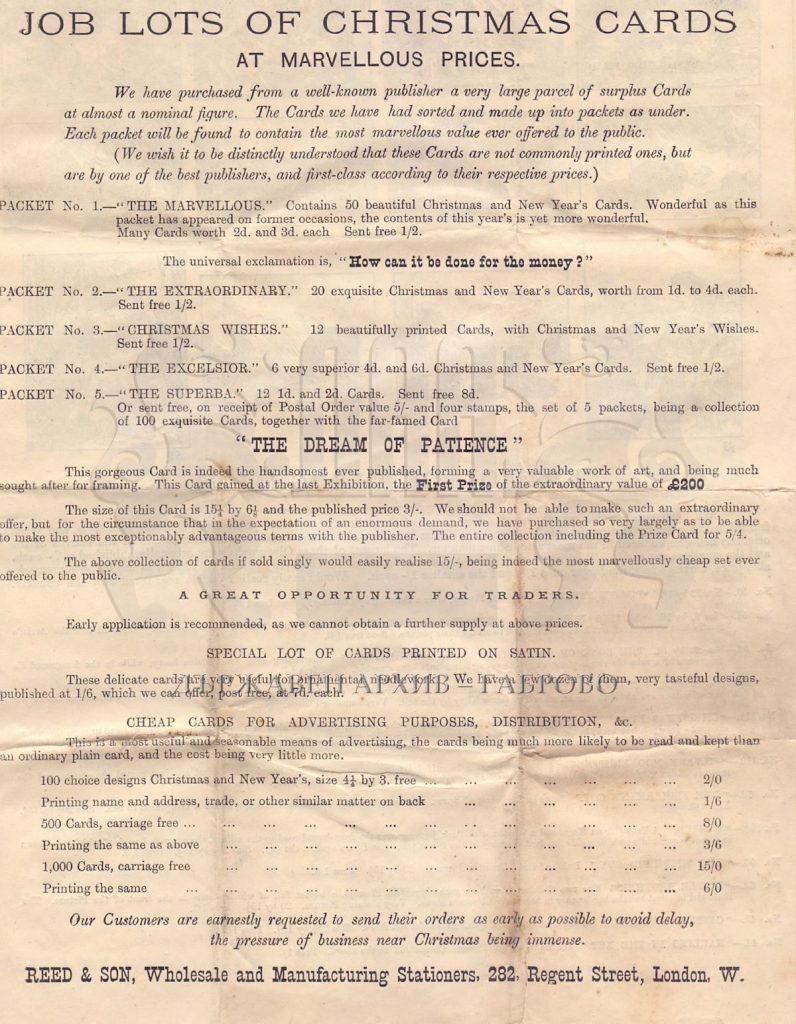 JOB LOTS OF CHRISTMAS CARDS
AT MARVELLOUS PRICES.
We have purchased from a well-known publisher a very large parcel of surplus Cards
at almost a nominal figure. The Cards we have had sorted and made up into packets as under.
Each packet will be found to contain the most marvellous value ever offered to the public.
(We wish it to be distinctly understood that these Cards are not commonly printed ones, but
are by one of the best publishers, and first-class according to their respective prices.)
PACKET No. 1.—"THE MARVELLOUS." Contains 50 beautiful Christmas and New Year's Cards. Wonderful as this
packet has appeared on former occasions, the contents of this year's is yet more wonderful.
Many Cards worth 2d. and 3d. each Sent free 1/2.
The universal exclamation is, "How can it be done for the money?"
PACKET No. 2.—"THE EXTRAORDINARY." 20 exquisite Christmas and New Year's Cards, worth from 1d. to 4d. each.
Sent free 1/2.
PACKET No. 3.—"CHRISTMAS WISHES." 12 beautifully printed Cards, with Christmas and New Year's Wishes.
Sent free 1/2.
PACKET No. 4.—"THE EXCELSIOR." 6 very superior 4d. and 6d. Christmas and New Year's Cards. Sent free 1/2.
PACKET No. 5.—"THE SUPERBA." 12 1d. and 2d. Cards. Sent free 8d.
Or sent free, on receipt of Postal Order value 5/- and four stamps, the set of 5 packets, being a collection
of 100 exquisite Cards, together with the far-famed Card
"THE DREAM OF PATIENCE"
This gorgeous Card is indeed the handsomest ever published, forming a very valuable work of art, and being much
sought after for framing. This Card gained at the last Exhibition, the First Prize of the extraordinary value of £200
The size of this Card is 15¼ by 6½ and the published price 3/-. We should not be able to make such an extraordinary
offer, but for the circumstance that in the expectation of an enormous demand, we have purchased so very largely as to be able
to make the most exceptionably advantageous terms with the publisher. The entire collection including the Prize Card for 5/4.
The above collection of cards if sold singly would easily realise 15/-, being indeed the most marvellously cheap set ever
offered to the public.
A GREAT OPPORTUNITY FOR TRADERS.
Early application is recommended, as we cannot obtain a further supply at above prices.
SPECIAL LOT OF CARDS PRINTED ON SATIN.
These delicate cards are very useful for ornamental needlework. We have a few dozen of them, very tasteful designs,
published at 1/6, which we can offer, post free, at 7d. each.
ДЪРЖАВЕН АРХИВ – ГАБРОВО
CHEAP CARDS FOR ADVERTISING PURPOSES, DISTRIBUTION, &c.
This is a most useful and seasonable means of advertising, the cards being much more likely to be read and kept than
an ordinary plain card, and the cost being very little more.
100 choice designs Christmas and New Year's, size 4½ by 3. free ... ... ... ... ... ... ... 2/0
Printing name and address, trade, or other similar matter on back ... ... ... ... ... ... 1/6
500 Cards, carriage free ... ... ... ... ... ... ... ... ... ... ... ... ... 8/0
Printing the same as above ... ... ... ... ... ... ... ... ... ... ... ... 3/6
1,000 Cards, carriage free ... ... ... ... ... ... ... ... ... ... ... ... 15/0
Printing the same ... ... ... ... ... ... ... ... ... ... ... ... ... 6/0
Our Customers are earnestly requested to send their orders as early as possible to avoid delay,
the pressure of business near Christmas being immense.
REED & SON, Wholesale and Manufacturing Stationers, 282, Regent Street, London, W.